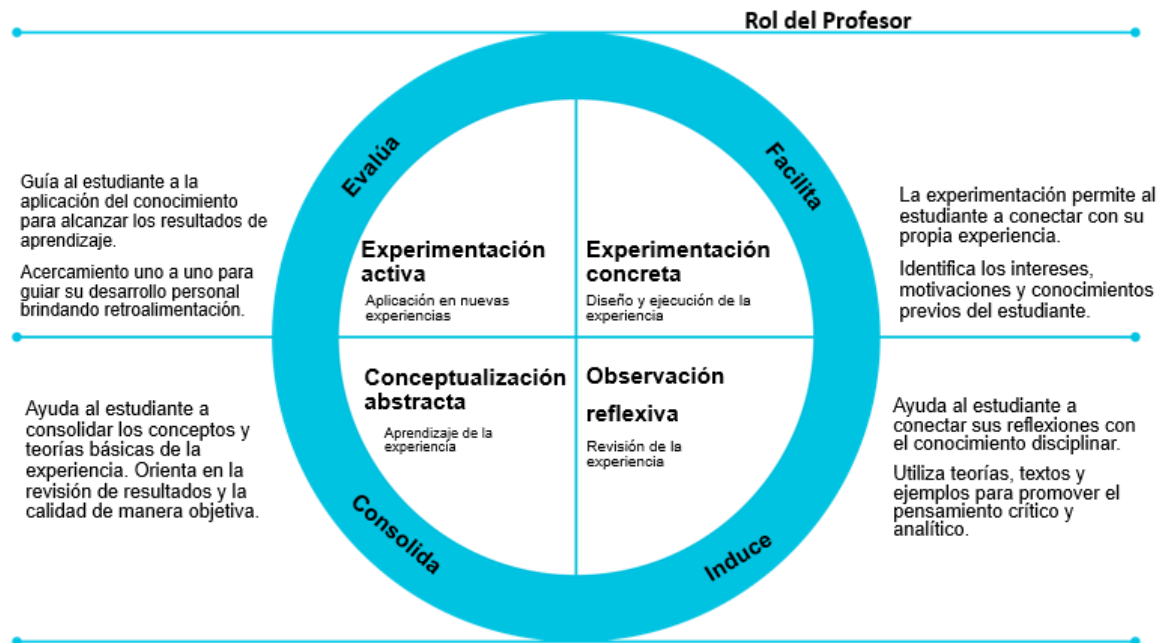 Rol del Profesor
Evalúa
Facilita
Guía al estudiante a la
aplicación del conocimiento
para alcanzar los resultados de
aprendizaje.
Acercamiento uno a uno para
guiar su desarrollo personal
brindando retroalimentación.
Experimentación
activa
Aplicación en nuevas
experiencias
Experimentación
concreta
Diseño y ejecución de la
experiencia
La experimentación permite al
estudiante a conectar con su
propia experiencia.
Identifica los intereses,
motivaciones y conocimientos
previos del estudiante.
Ayuda al estudiante a
consolidar los conceptos y
teorías básicas de la
experiencia. Orienta en la
revisión de resultados y la
calidad de manera objetiva.
Conceptualización
abstracta
Aprendizaje de la
experiencia
Observación
reflexiva
Revisión de la
experiencia
Ayuda al estudiante a
conectar sus reflexiones con
el conocimiento disciplinar.
Utiliza teorías, textos y
ejemplos para promover el
pensamiento crítico y
analítico.
Consolida
Induce